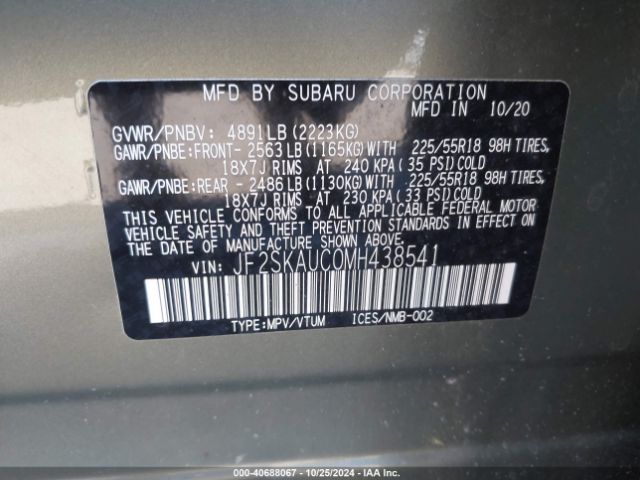 MFD BY SUBARU CORPORATION
MFD IN 10/20
GVWR/PNBV: 4891LB(2223KG)
GAWR/PNBE:FRONT- 2563LB(1165KG)WITH 225/55R18 98H TIRES,
18X7J RIMS AT 240 KPA(35 PSI)COLD
GAWR/PNBE:REAR - 2486LB(1130KG)WITH 225/55R18 98H TIRES,
18X7J RIMS AT 230 KPA(33 PSI)COLD
THIS VEHICLE CONFORMS TO ALL APPLICABLE FEDERAL MOTOR
VEHICLE SAFETY AND THEFT PREVENTION STANDARDS IN EFFECT ON
THE DATE OF MANUFACTURE SHOWN ABOVE.
VIN: JF2SKAUC0MH438541
TYPE:MPV/VTUM ICES/NMB-002
000-40688067 - 10/25/2024 - IAA Inc.